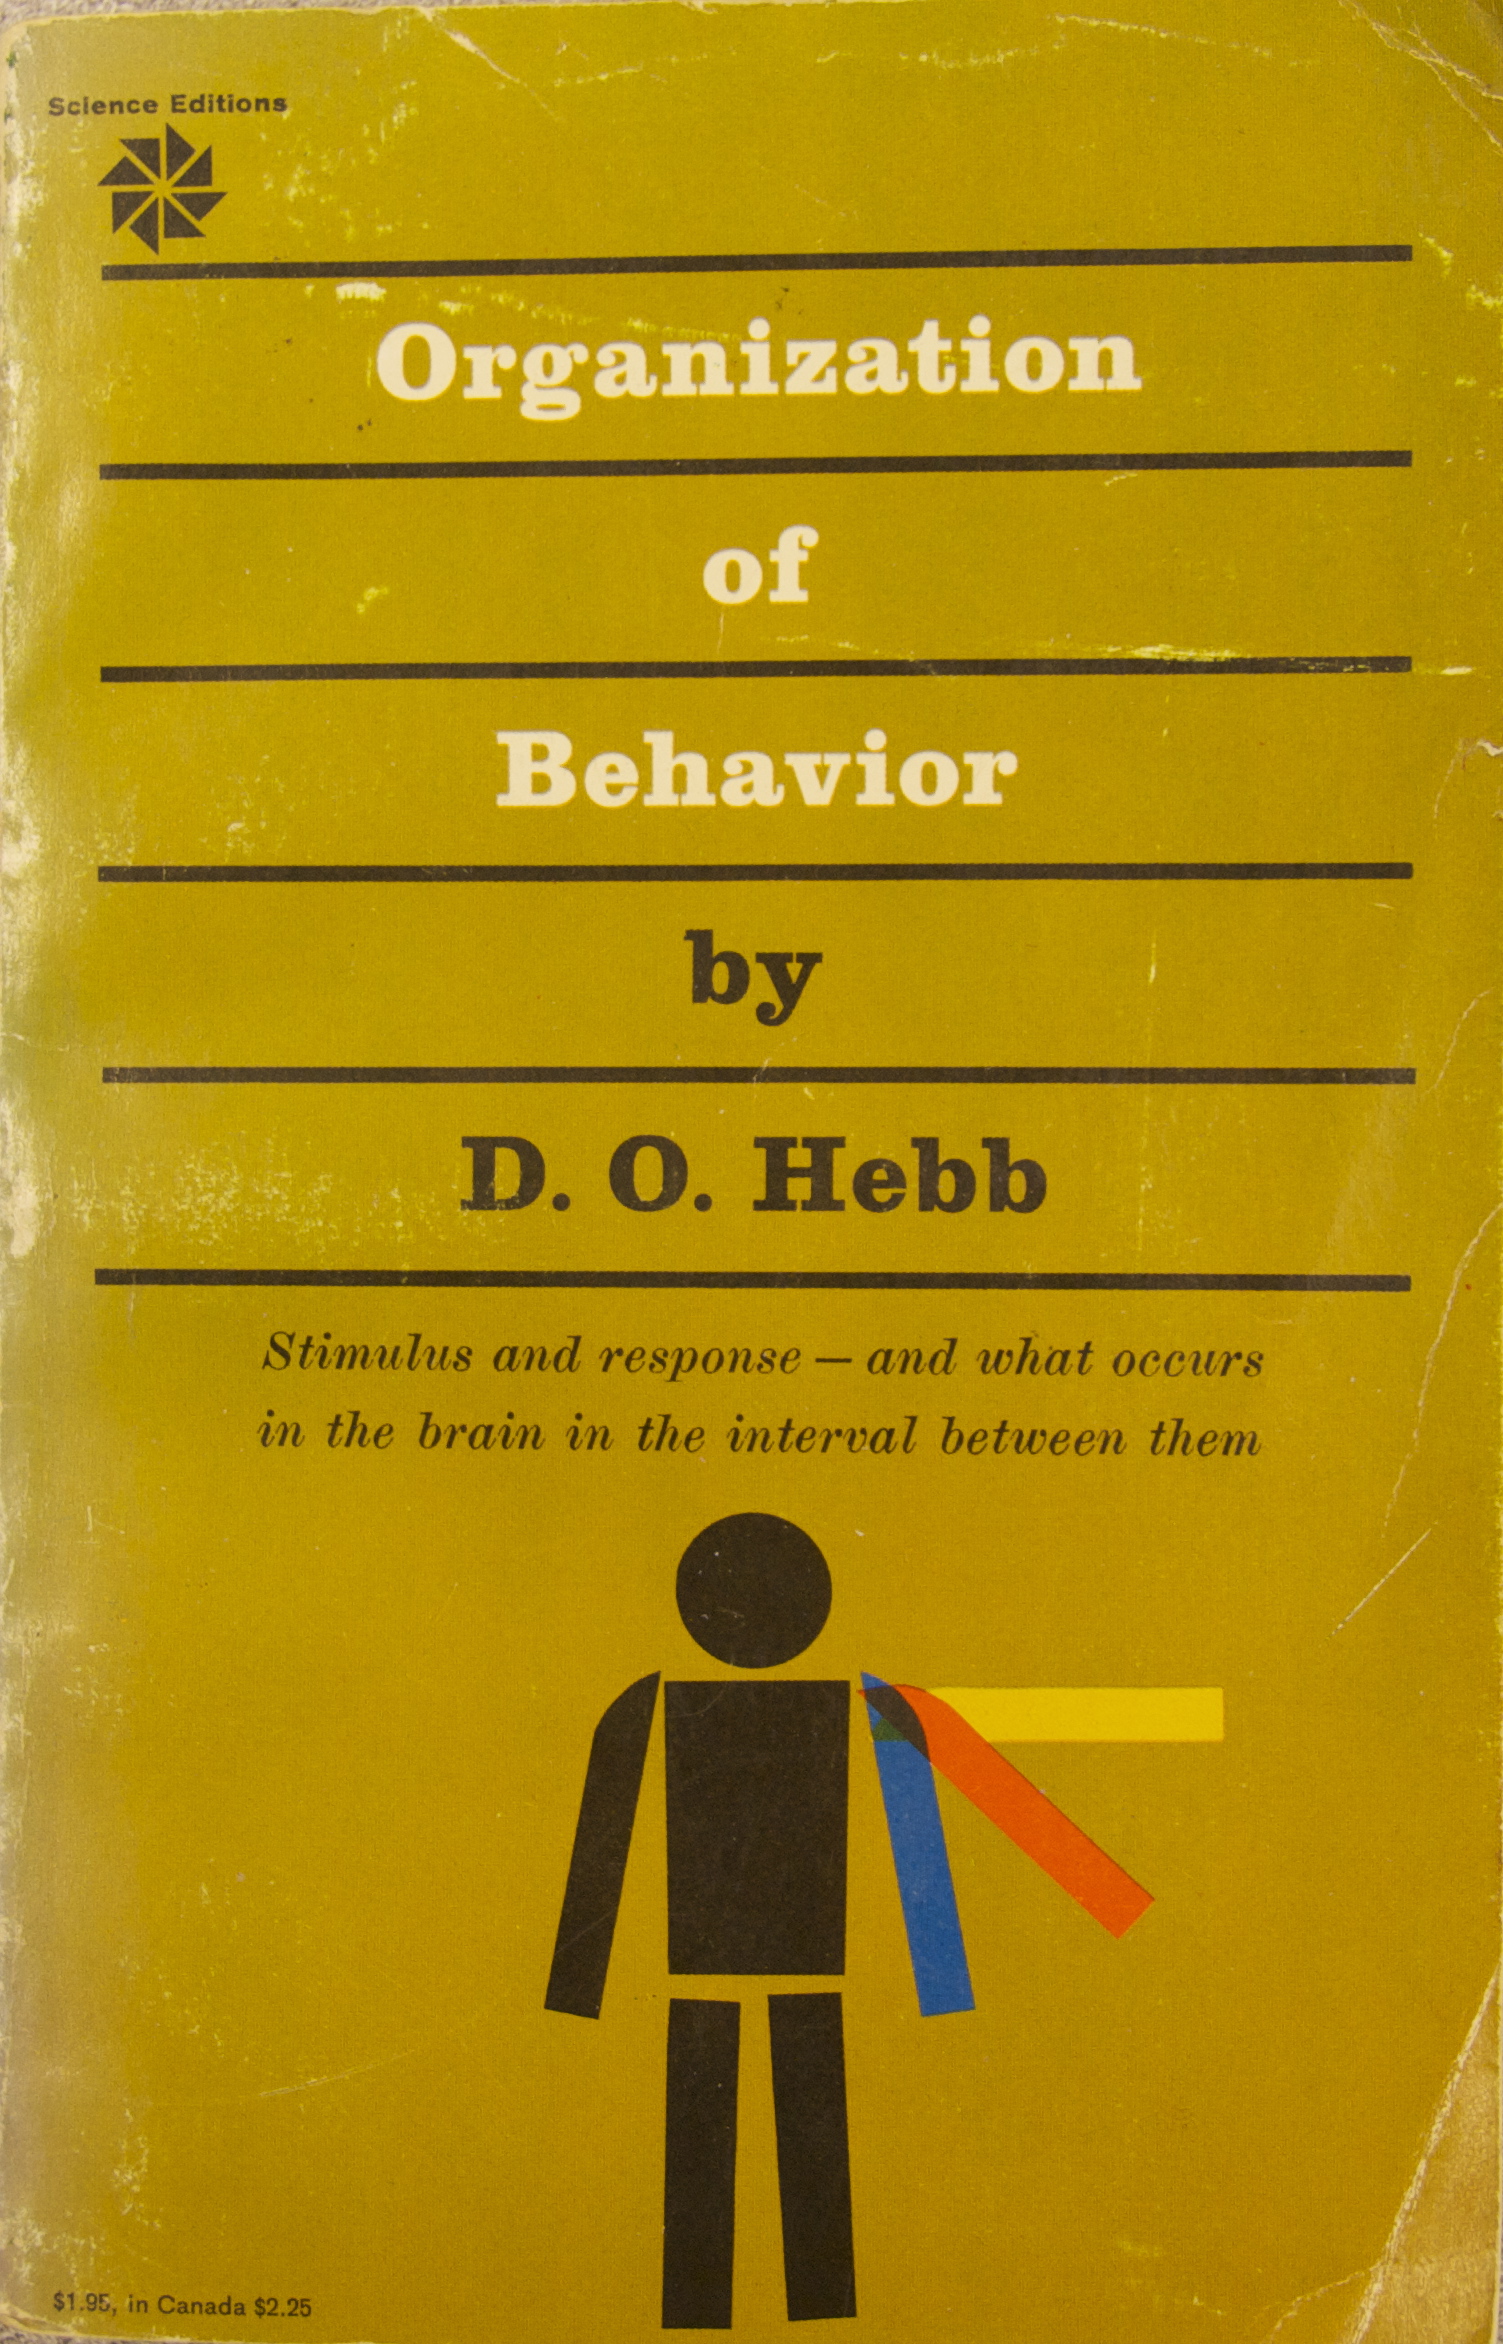 Science Editions
Organization
of
Behavior
by
D. O. Hebb
Stimulus and response — and what occurs
in the brain in the interval between them
$1.95, in Canada $2.25